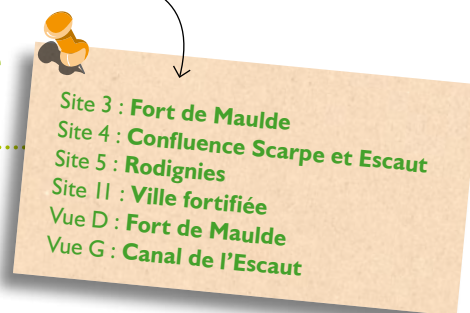 Site 3 : Fort de Maulde
Site 4 : Confluence Scarpe et Escaut
Site 5 : Rodignies
Site 11 : Ville fortifiée
Vue D : Fort de Maulde
Vue G : Canal de l'Escaut